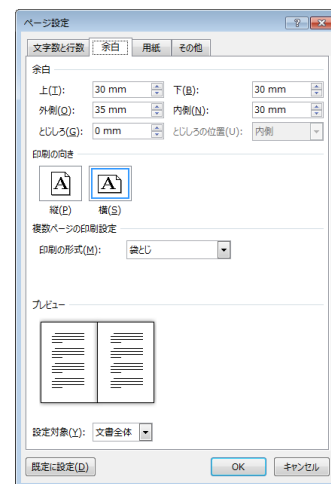 ページ設定
文字数と行数 余白 用紙 その他
余白
上(T): 30 mm 下(B): 30 mm
外側(O): 35 mm 内側(N): 30 mm
とじしろ(G): 0 mm とじしろの位置(U): 内側
印刷の向き
A A
縦(P) 横(S)
複数ページの印刷設定
印刷の形式(M): 袋とじ
プレビュー
設定対象(Y): 文書全体
既定に設定(D) OK キャンセル